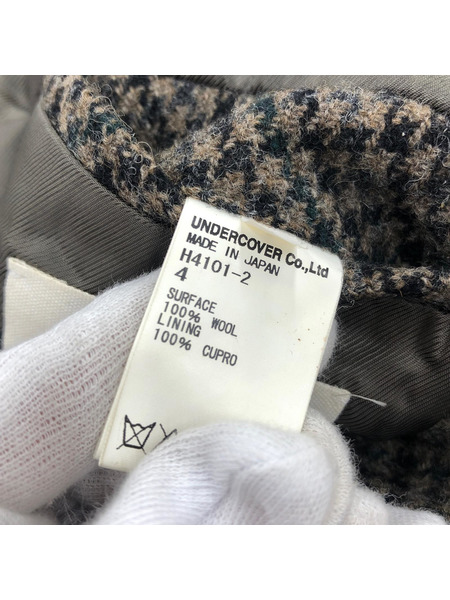 UNDERCOVER Co.,Ltd
MADE IN JAPAN
H4101-2
4
SURFACE
100% WOOL
LINING
100% CUPRO